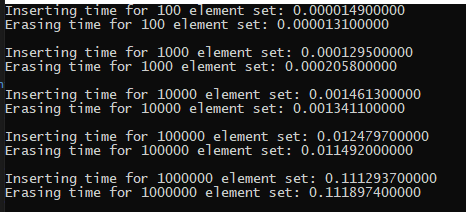 Inserting time for 100 element set: 0.000014900000
Erasing time for 100 element set: 0.000013100000
Inserting time for 1000 element set: 0.000129500000
Erasing time for 1000 element set: 0.000205800000
Inserting time for 10000 element set: 0.001461300000
Erasing time for 10000 element set: 0.001341100000
Inserting time for 100000 element set: 0.012479700000
Erasing time for 100000 element set: 0.011492000000
Inserting time for 1000000 element set: 0.111293700000
Erasing time for 1000000 element set: 0.111897400000